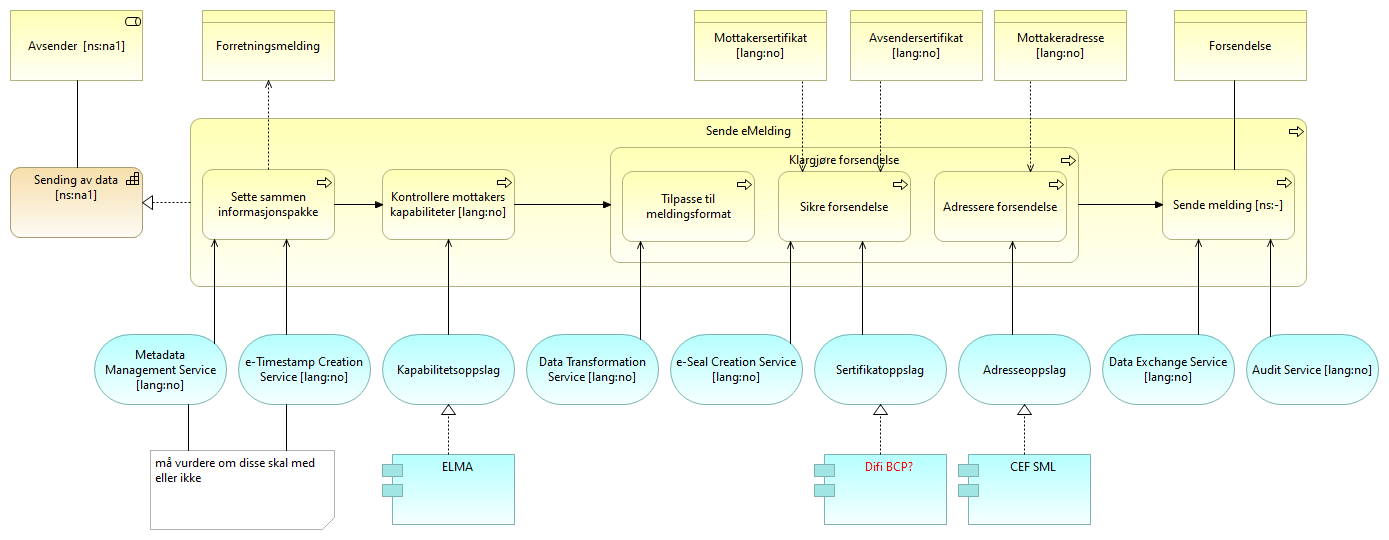 Avsender  [ns:na1]
Forretningsmelding
Mottakersertifikat
[lang:no]
Avsendersertifikat
[lang:no]
Mottakeradresse
[lang:no]
Forsendelse
Sende eMelding
Klargjøre forsendelse
Sending av data
[ns:na1]
Sette sammen
informasjonspakke
Kontrollere mottakers
kapabiliteter [lang:no]
Tilpasse til
meldingsformat
Sikre forsendelse
Adressere forsendelse
Sende melding [ns:-]
Metadata
Management Service
[lang:no]
e-Timestamp Creation
Service [lang:no]
Kapabilitetsoppslag
Data Transformation
Service [lang:no]
e-Seal Creation Service
[lang:no]
Sertifikatoppslag
Adresseoppslag
Data Exchange Service
[lang:no]
Audit Service [lang:no]
må vurdere om disse skal med
eller ikke
ELMA
Difi BCP?
CEF SML